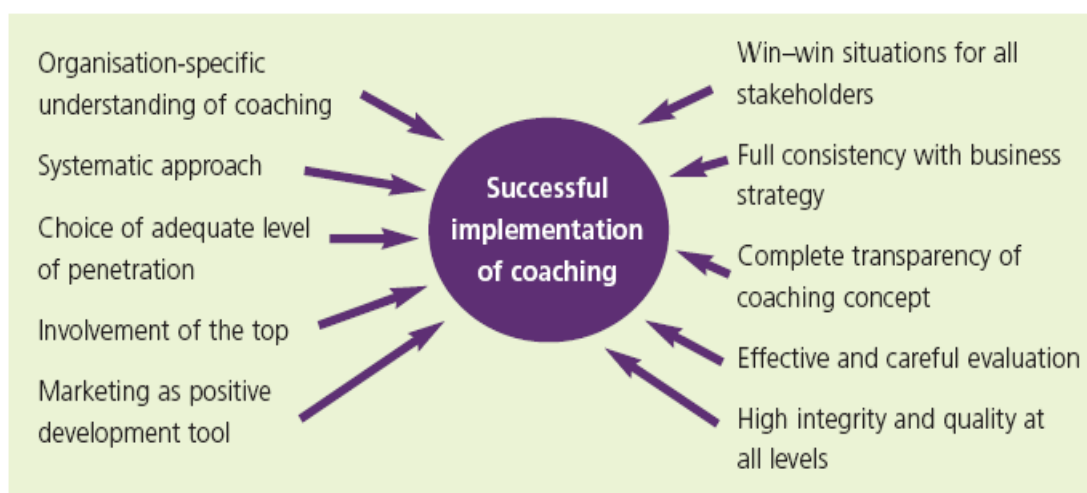 Organisation-specific
understanding of coaching
Systematic approach
Choice of adequate level
of penetration
Involvement of the top
Marketing as positive
development tool
Successful
implementation
of coaching
Win–win situations for all
stakeholders
Full consistency with business
strategy
Complete transparency of
coaching concept
Effective and careful evaluation
High integrity and quality at
all levels